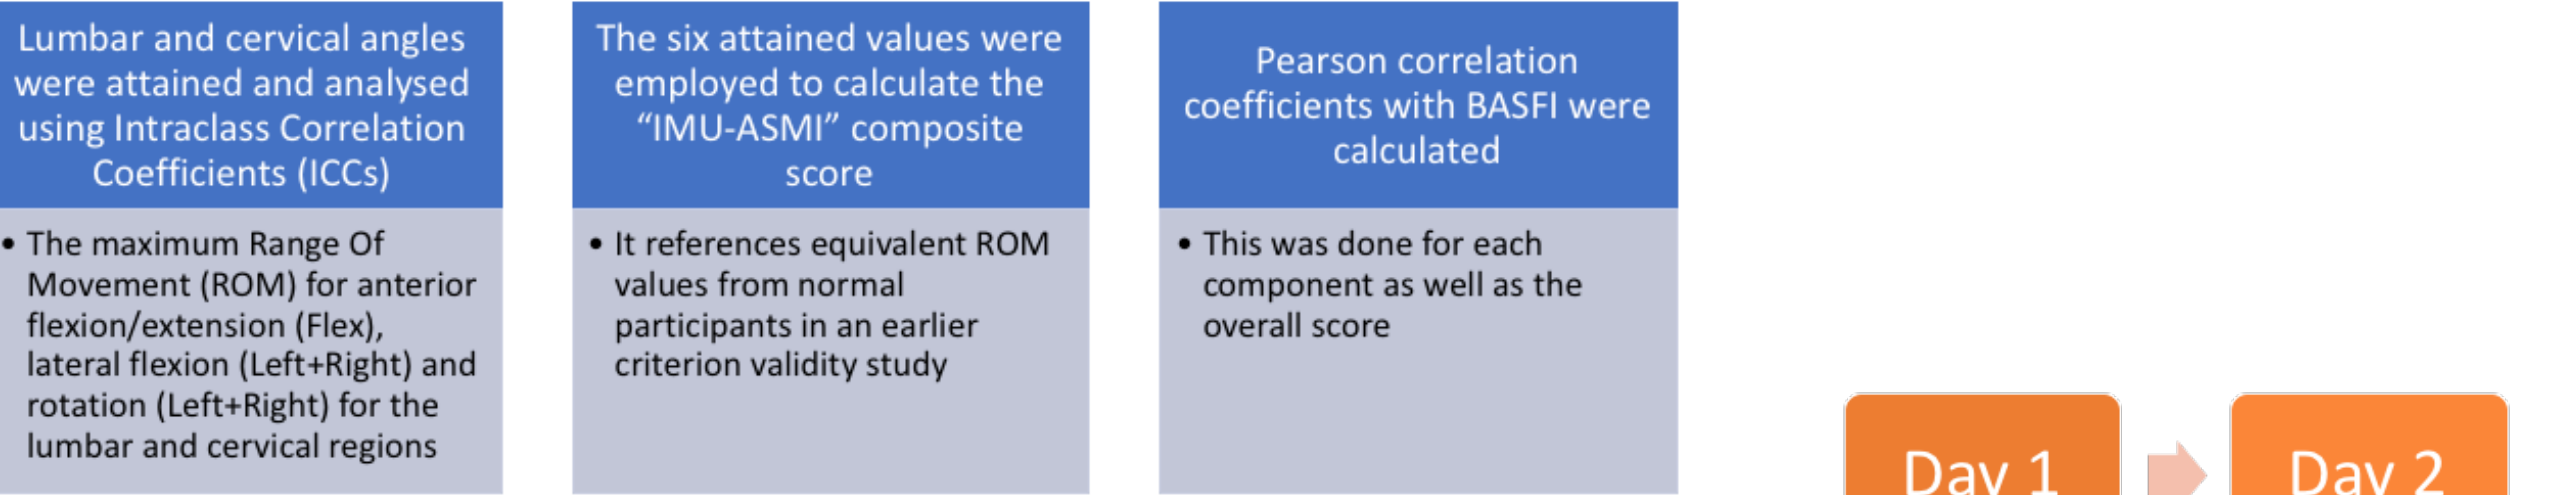 Lumbar and cervical angles
were attained and analysed
using Intraclass Correlation
Coefficients (ICCs)
• The maximum Range Of
Movement (ROM) for anterior
flexion/extension (Flex),
lateral flexion (Left+Right) and
rotation (Left+Right) for the
lumbar and cervical regions
The six attained values were
employed to calculate the
“IMU-ASMI” composite
score
• It references equivalent ROM
values from normal
participants in an earlier
criterion validity study
Pearson correlation
coefficients with BASFI were
calculated
• This was done for each
component as well as the
overall score
Day 1
Day 2